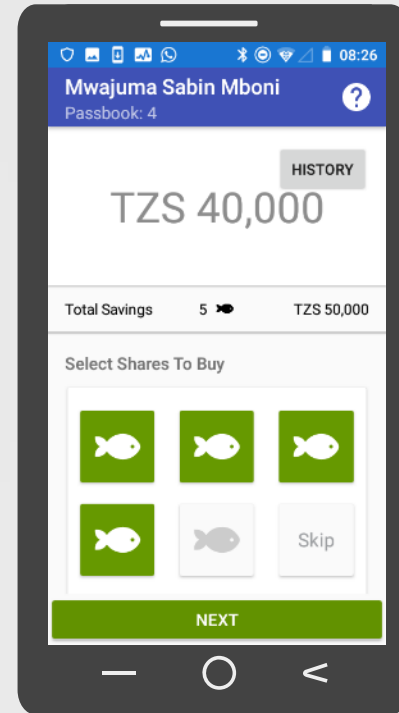 08:26
Mwajuma Sabin Mboni
Passbook: 4
?
HISTORY
TZS 40,000
Total Savings 5 TZS 50,000
Select Shares To Buy
Skip
NEXT